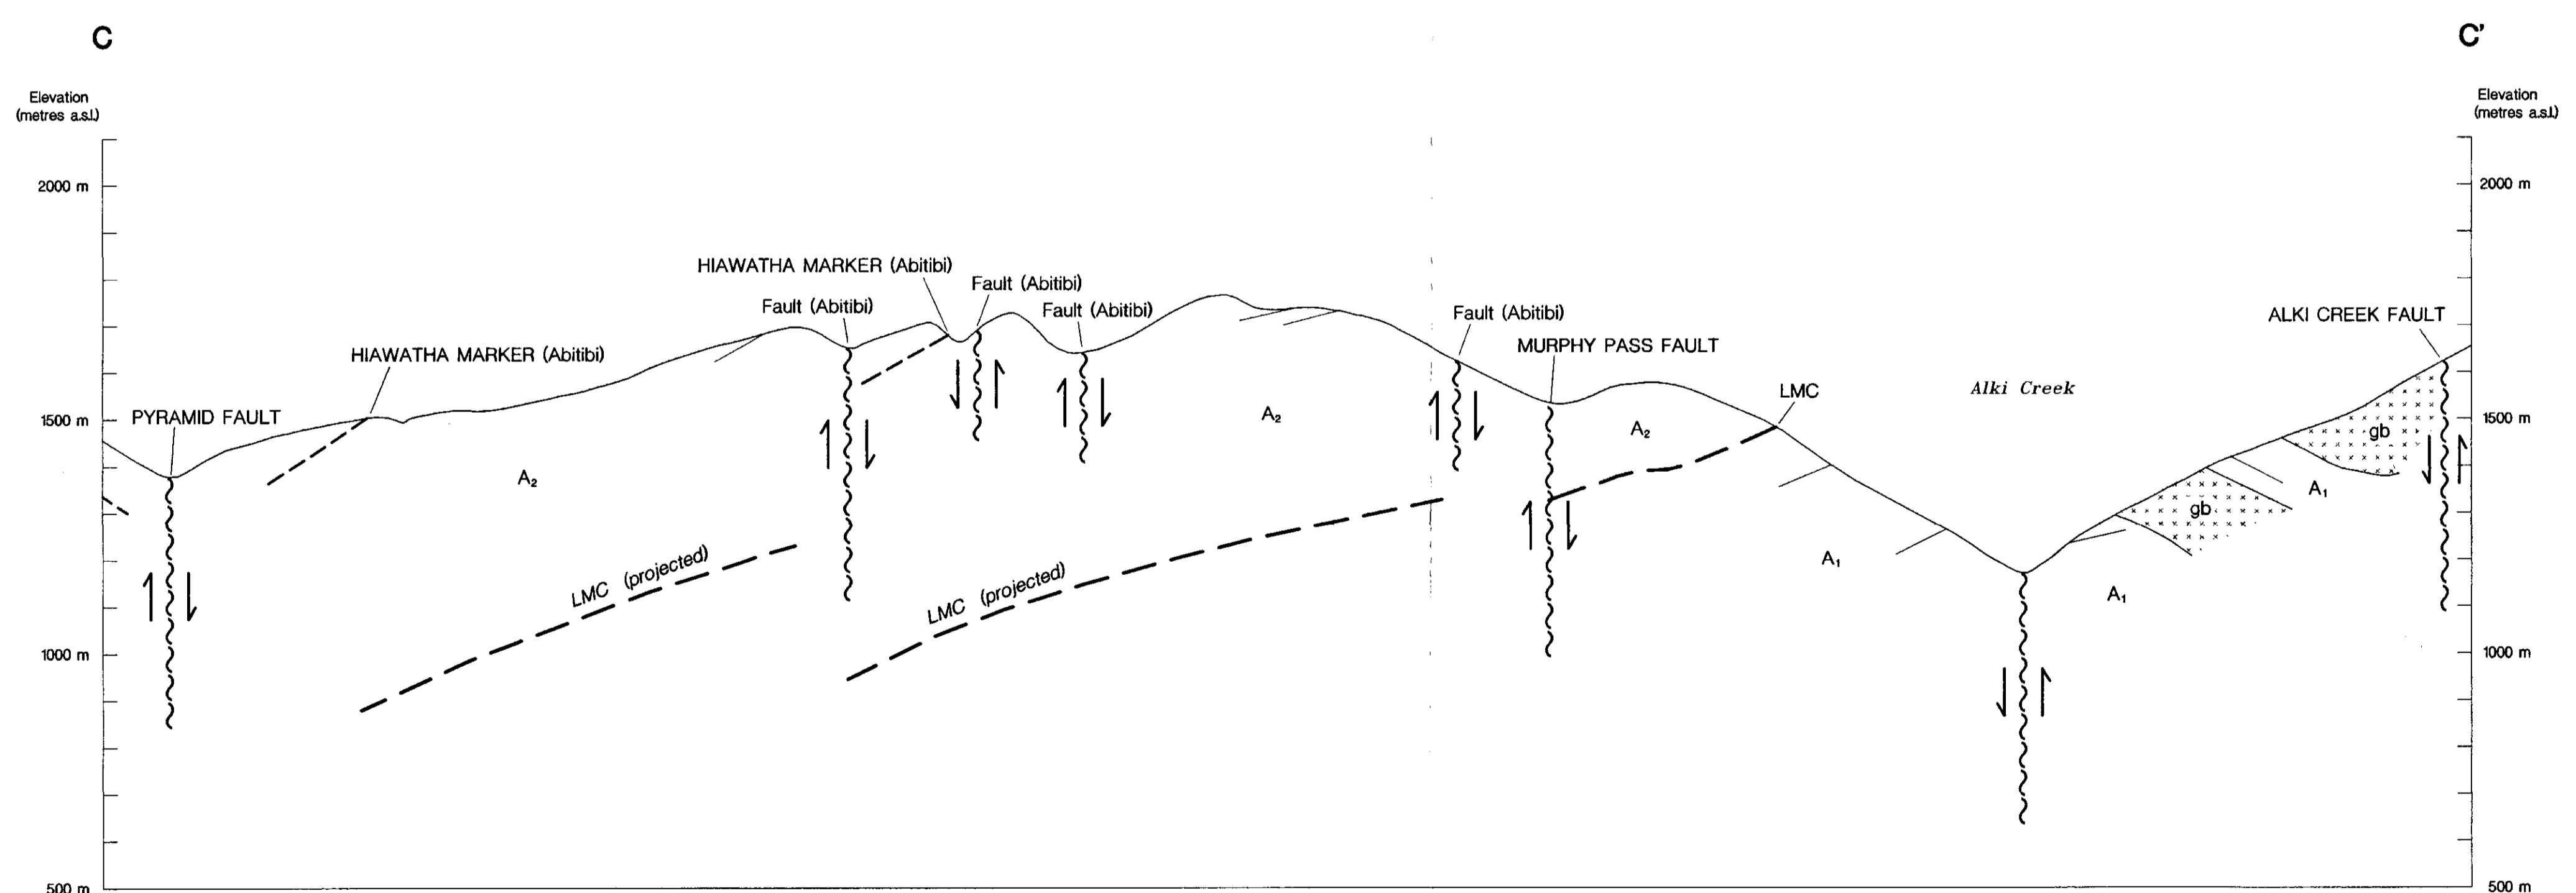 C
C'
Elevation
(metres a.s.l.)
Elevation
(metres a.s.l.)
2000 m
2000 m
HIAWATHA MARKER (Abitibi)
Fault (Abitibi)
Fault (Abitibi)
Fault (Abitibi)
Fault (Abitibi)
ALKI CREEK FAULT
MURPHY PASS FAULT
HIAWATHA MARKER (Abitibi)
LMC
Alki Creek
PYRAMID FAULT
1500 m
1500 m
A₂
A₂
gb
A₂
A₁
gb
LMC (projected)
A₁
LMC (projected)
A₁
1000 m
1000 m
500 m
500 m